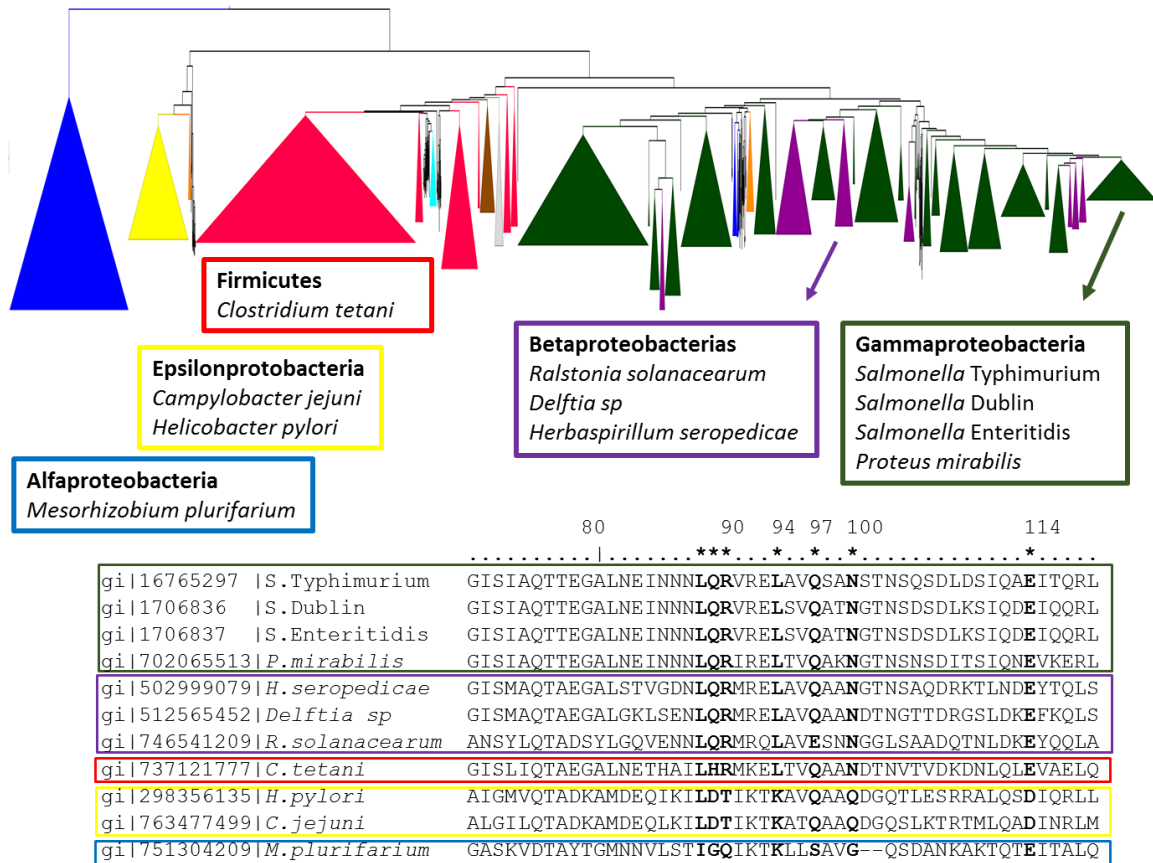 Firmicutes
Clostridium tetani
Epsilonprotobacteria
Campylobacter jejuni
Helicobacter pylori
Alfaproteobacteria
Mesorhizobium plurifarium
Betaproteobacterias
Ralstonia solanacearum
Delftia sp
Herbaspirillum seropedicae
Gammaproteobacteria
Salmonella Typhimurium
Salmonella Dublin
Salmonella Enteritidis
Proteus mirabilis
80 90 94 97 100 114
..........|.......***...*..*..*.............*.....
gi|16765297 |S.Typhimurium GISIAQTTEGALNEINNNLQRVRELAVQSANSTNSQSDLDSIQAEITQRL
gi|1706836 |S.Dublin GISIAQTTEGALNEINNNLQRVRELSVQATNGTNSDSDLKSIQDEIQQRL
gi|1706837 |S.Enteritidis GISIAQTTEGALNEINNNLQRVRELSVQATNGTNSDSDLKSIQDEIQQRL
gi|702065513|P.mirabilis GISIAQTTEGALNEINNNLQRIRELTVQAKNGTNSNSDITSIQNEVKERL
gi|502999079|H.seropedicae GISMAQTAEGALSTVGDNLQRMRELAVQAANGTNSAQDRKTLNDEYTQLS
gi|512565452|Delftia sp GISMAQTAEGALGKLSENLQRMRELAVQAANDTNGTTDRGSLDKEFKQLS
gi|746541209|R.solanacearum ANSYLQTADSYLGQVENNLQRMRQLAVESNNGGLSAADQTNLDKEYQQLA
gi|737121777|C.tetani GISLIQTAEGALNETHAILHRMKELTVQAANDTNVTVDKDNLQLEVAELQ
gi|298356135|H.pylori AIGMVQTADKAMDEQIKILDTIKTKAVQAAQDGQTLESRRALQSDIQRLL
gi|763477499|C.jejuni ALGILQTADKAMDEQLKILDTIKTKATQAAQDGQSLKTRTMLQADINRLM
gi|751304209|M.plurifarium GASKVDTAYTGMNNVLSTIGQIKTKLLSAVG--QSDANKAKTQTEITALQ